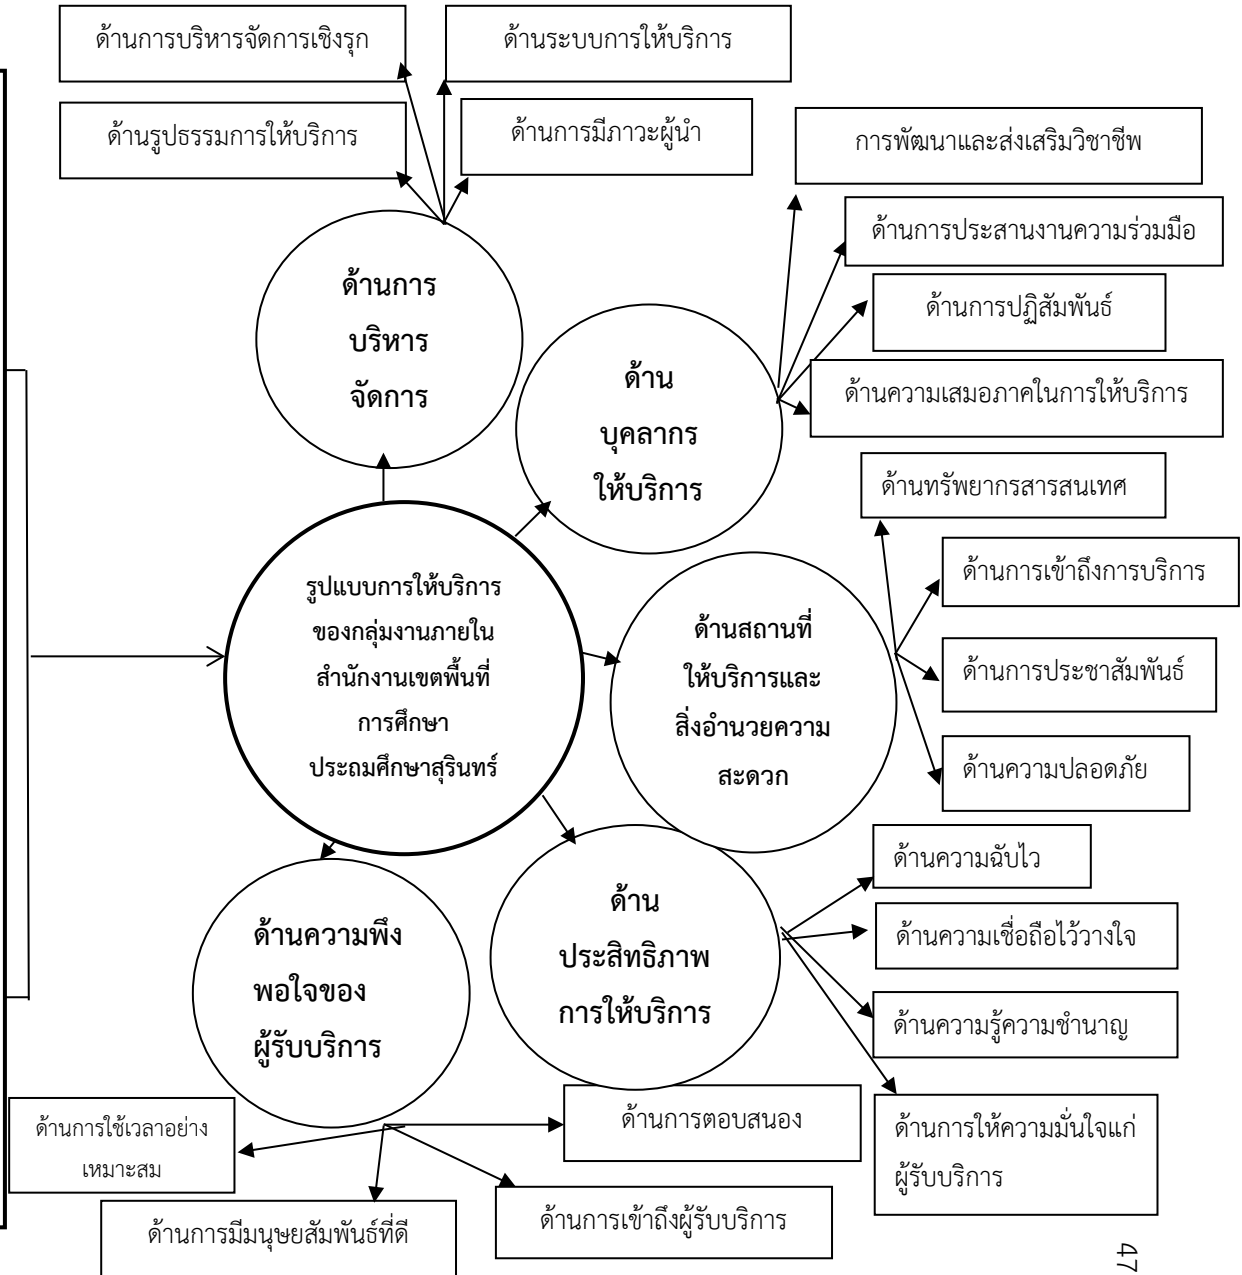 ด้านการบริหารจัดการเชิงรุก
ด้านระบบการให้บริการ
ด้านรูปธรรมการให้บริการ
ด้านการมีภาวะผู้นำ
การพัฒนาและส่งเสริมวิชาชีพ
ด้านการประสานงานความร่วมมือ
ด้านการปฏิสัมพันธ์
ด้านความเสมอภาคในการให้บริการ
ด้านการ
บริหาร
จัดการ
ด้าน
บุคลากร
ให้บริการ
ด้านทรัพยากรสารสนเทศ
ด้านการเข้าถึงการบริการ
ด้านการประชาสัมพันธ์
ด้านความปลอดภัย
รูปแบบการให้บริการ
ของกลุ่มงานภายใน
สำนักงานเขตพื้นที่
การศึกษา
ประถมศึกษาสุรินทร์
ด้านสถานที่
ให้บริการและ
สิ่งอำนวยความ
สะดวก
ด้านความฉับไว
ด้านความเชื่อถือไว้วางใจ
ด้านความรู้ความชำนาญ
ด้านการให้ความมั่นใจแก่
ผู้รับบริการ
ด้าน
ประสิทธิภาพ
การให้บริการ
ด้านความพึง
พอใจของ
ผู้รับบริการ
ด้านการตอบสนอง
ด้านการใช้เวลาอย่าง
เหมาะสม
ด้านการเข้าถึงผู้รับบริการ
ด้านการมีมนุษยสัมพันธ์ที่ดี
47